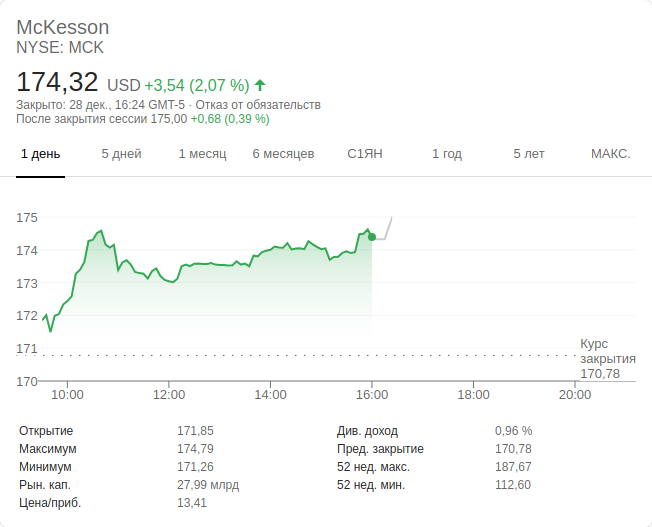 McKesson
NYSE: MCK
174,32 USD +3,54 (2,07 %)
Закрыто: 28 дек., 16:24 GMT-5 · Отказ от обязательств
После закрытия сессии 175,00 +0,68 (0,39 %)
1 день 5 дней 1 месяц 6 месяцев С1ЯН 1 год 5 лет МАКС.
175
174
173
172
171
170
Курс
закрытия
170,78
10:00 12:00 14:00 16:00 18:00 20:00
Открытие 171,85
Максимум 174,79
Минимум 171,26
Рын. кап. 27,99 млрд
Цена/приб. 13,41
Див. доход 0,96 %
Пред. закрытие 170,78
52 нед. макс. 187,67
52 нед. мин. 112,60